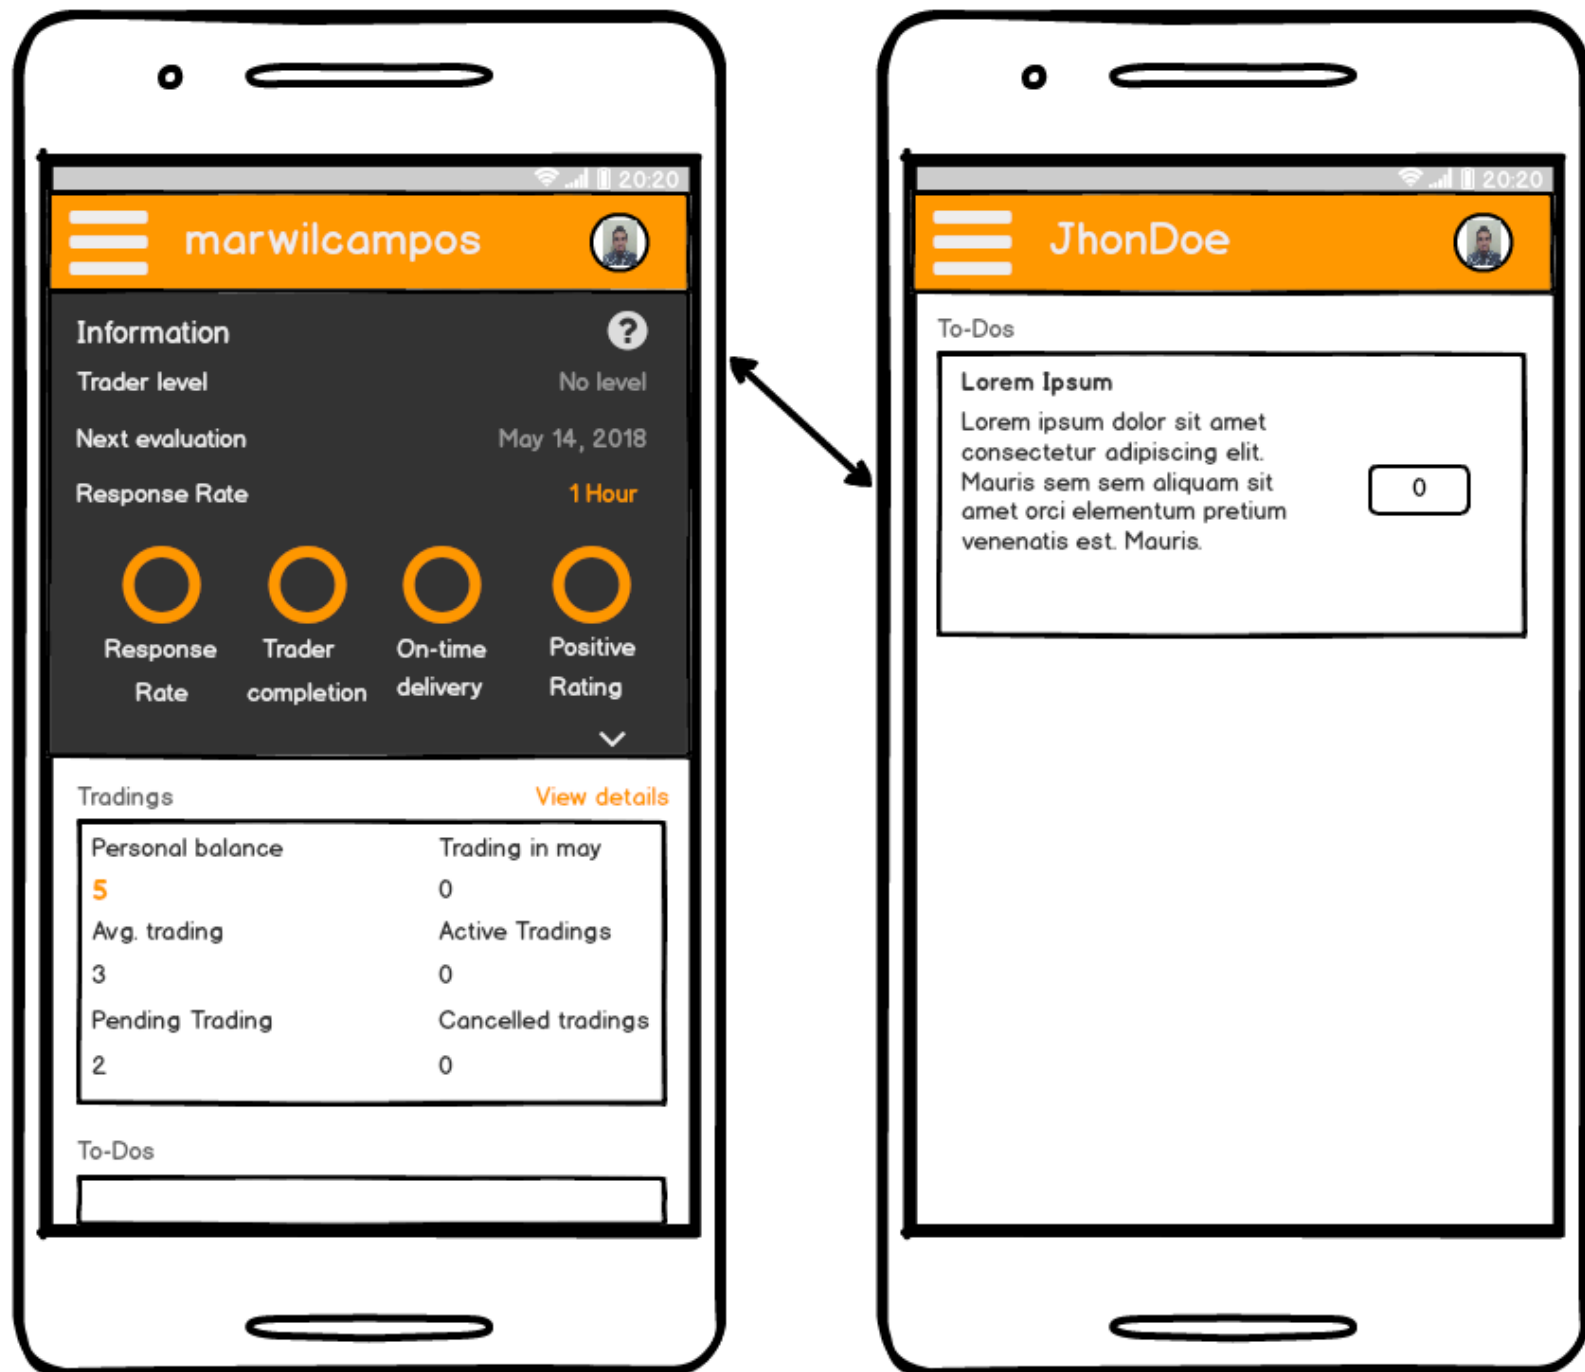 20:20
marwilcampos
Information
?
Trader level No level
Next evaluation May 14, 2018
Response Rate 1 Hour
Response Rate
Trader completion
On-time delivery
Positive Rating
Tradings View details
Personal balance Trading in may
5 0
Avg. trading Active Tradings
3 0
Pending Trading Cancelled tradings
2 0
To-Dos
20:20
JhonDoe
To-Dos
Lorem Ipsum
Lorem ipsum dolor sit amet
consectetur adipiscing elit.
Mauris sem sem aliquam sit
amet orci elementum pretium
venenatis est. Mauris.
0